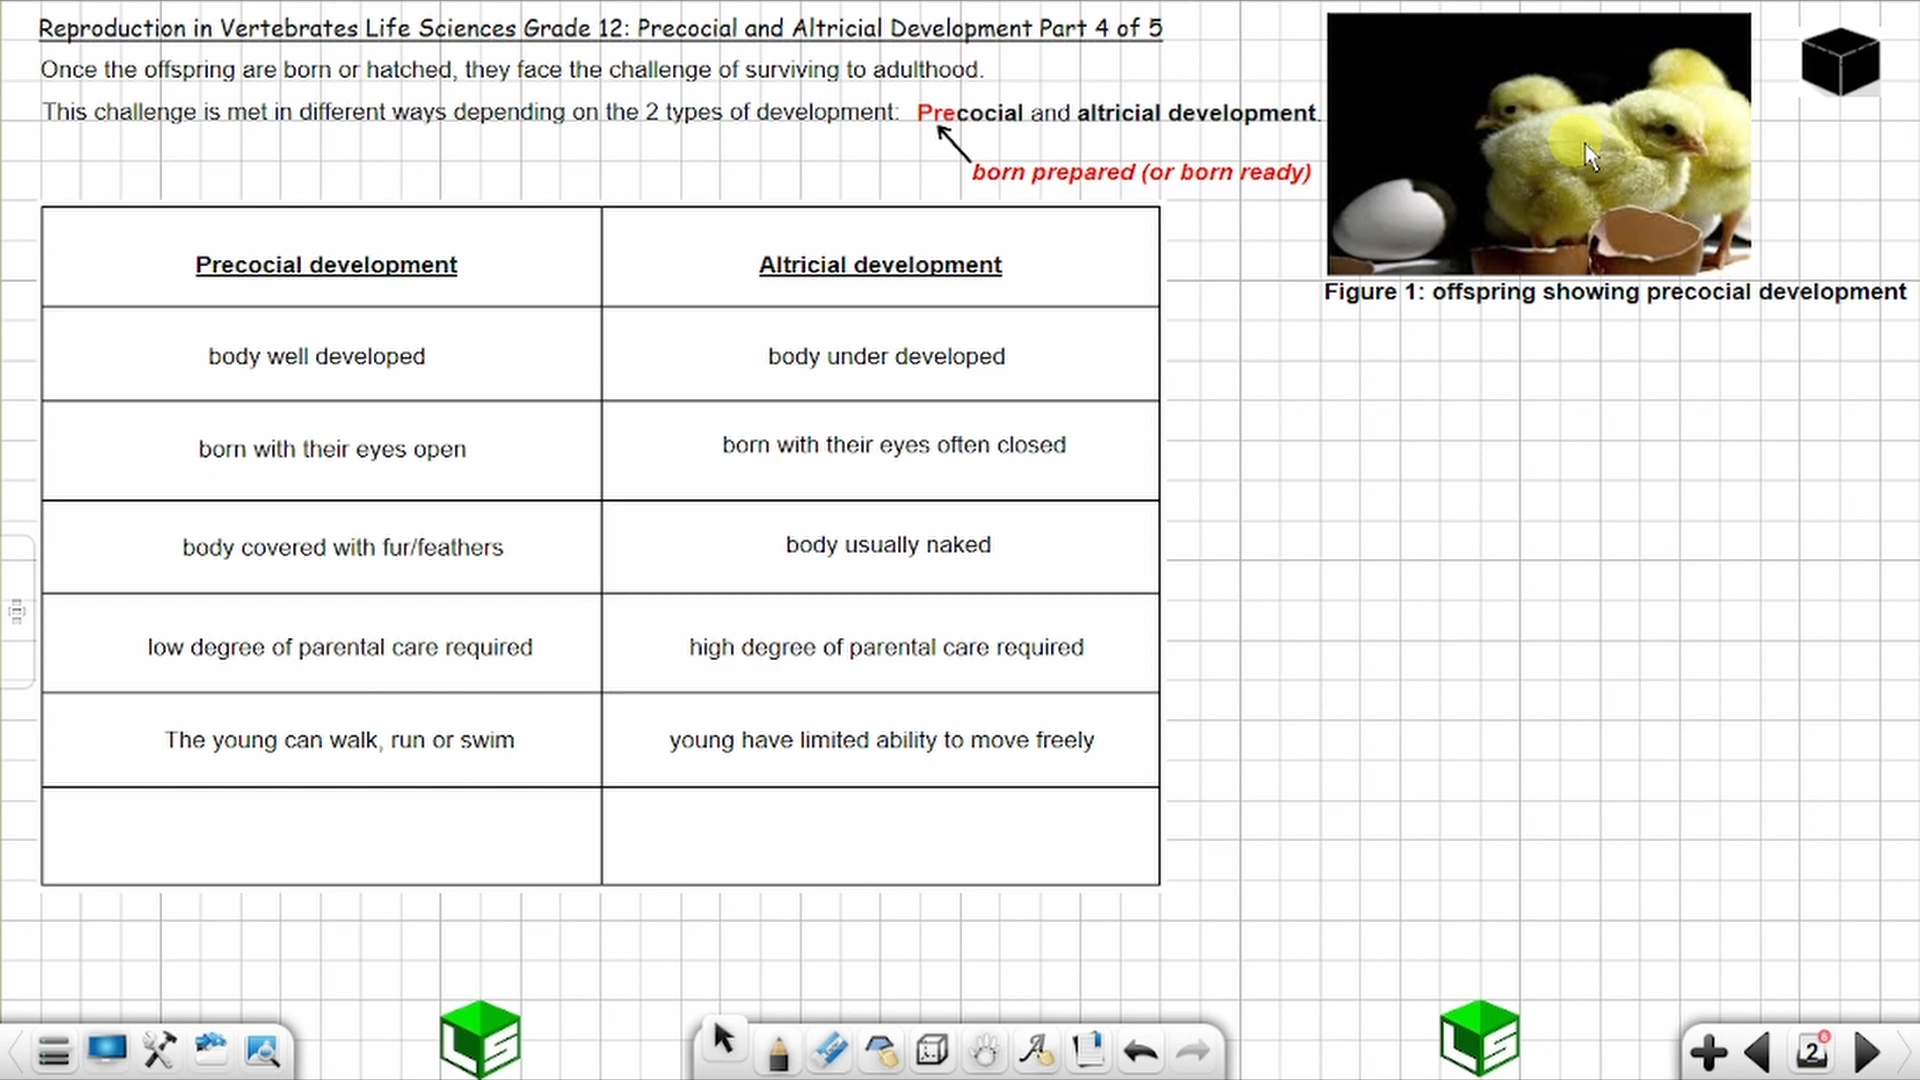 Reproduction in Vertebrates Life Sciences Grade 12: Precocial and Altricial Development Part 4 of 5
Once the offspring are born or hatched, they face the challenge of surviving to adulthood.
This challenge is met in different ways depending on the 2 types of development: Precocial and altricial development.
born prepared (or born ready)
Figure 1: offspring showing precocial development
Precocial development
Altricial development
body well developed
body under developed
born with their eyes open
born with their eyes often closed
body covered with fur/feathers
body usually naked
low degree of parental care required
high degree of parental care required
The young can walk, run or swim
young have limited ability to move freely
LS
LS
2